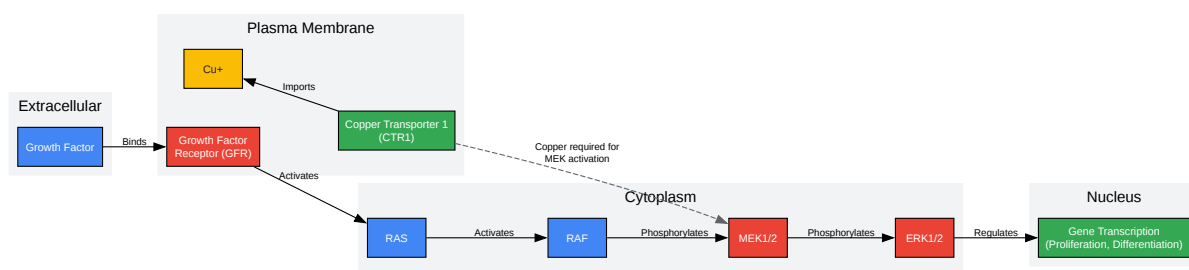 Plasma Membrane
Cu+
Imports
Extracellular
Growth Factor
Binds
Growth Factor
Receptor (GFR)
Copper Transporter 1
(CTR1)
Copper required for
MEK activation
Activates
Cytoplasm
Nucleus
RAS
Activates
RAF
Phosphorylates
MEK1/2
Phosphorylates
ERK1/2
Regulates
Gene Transcription
(Proliferation, Differentiation)